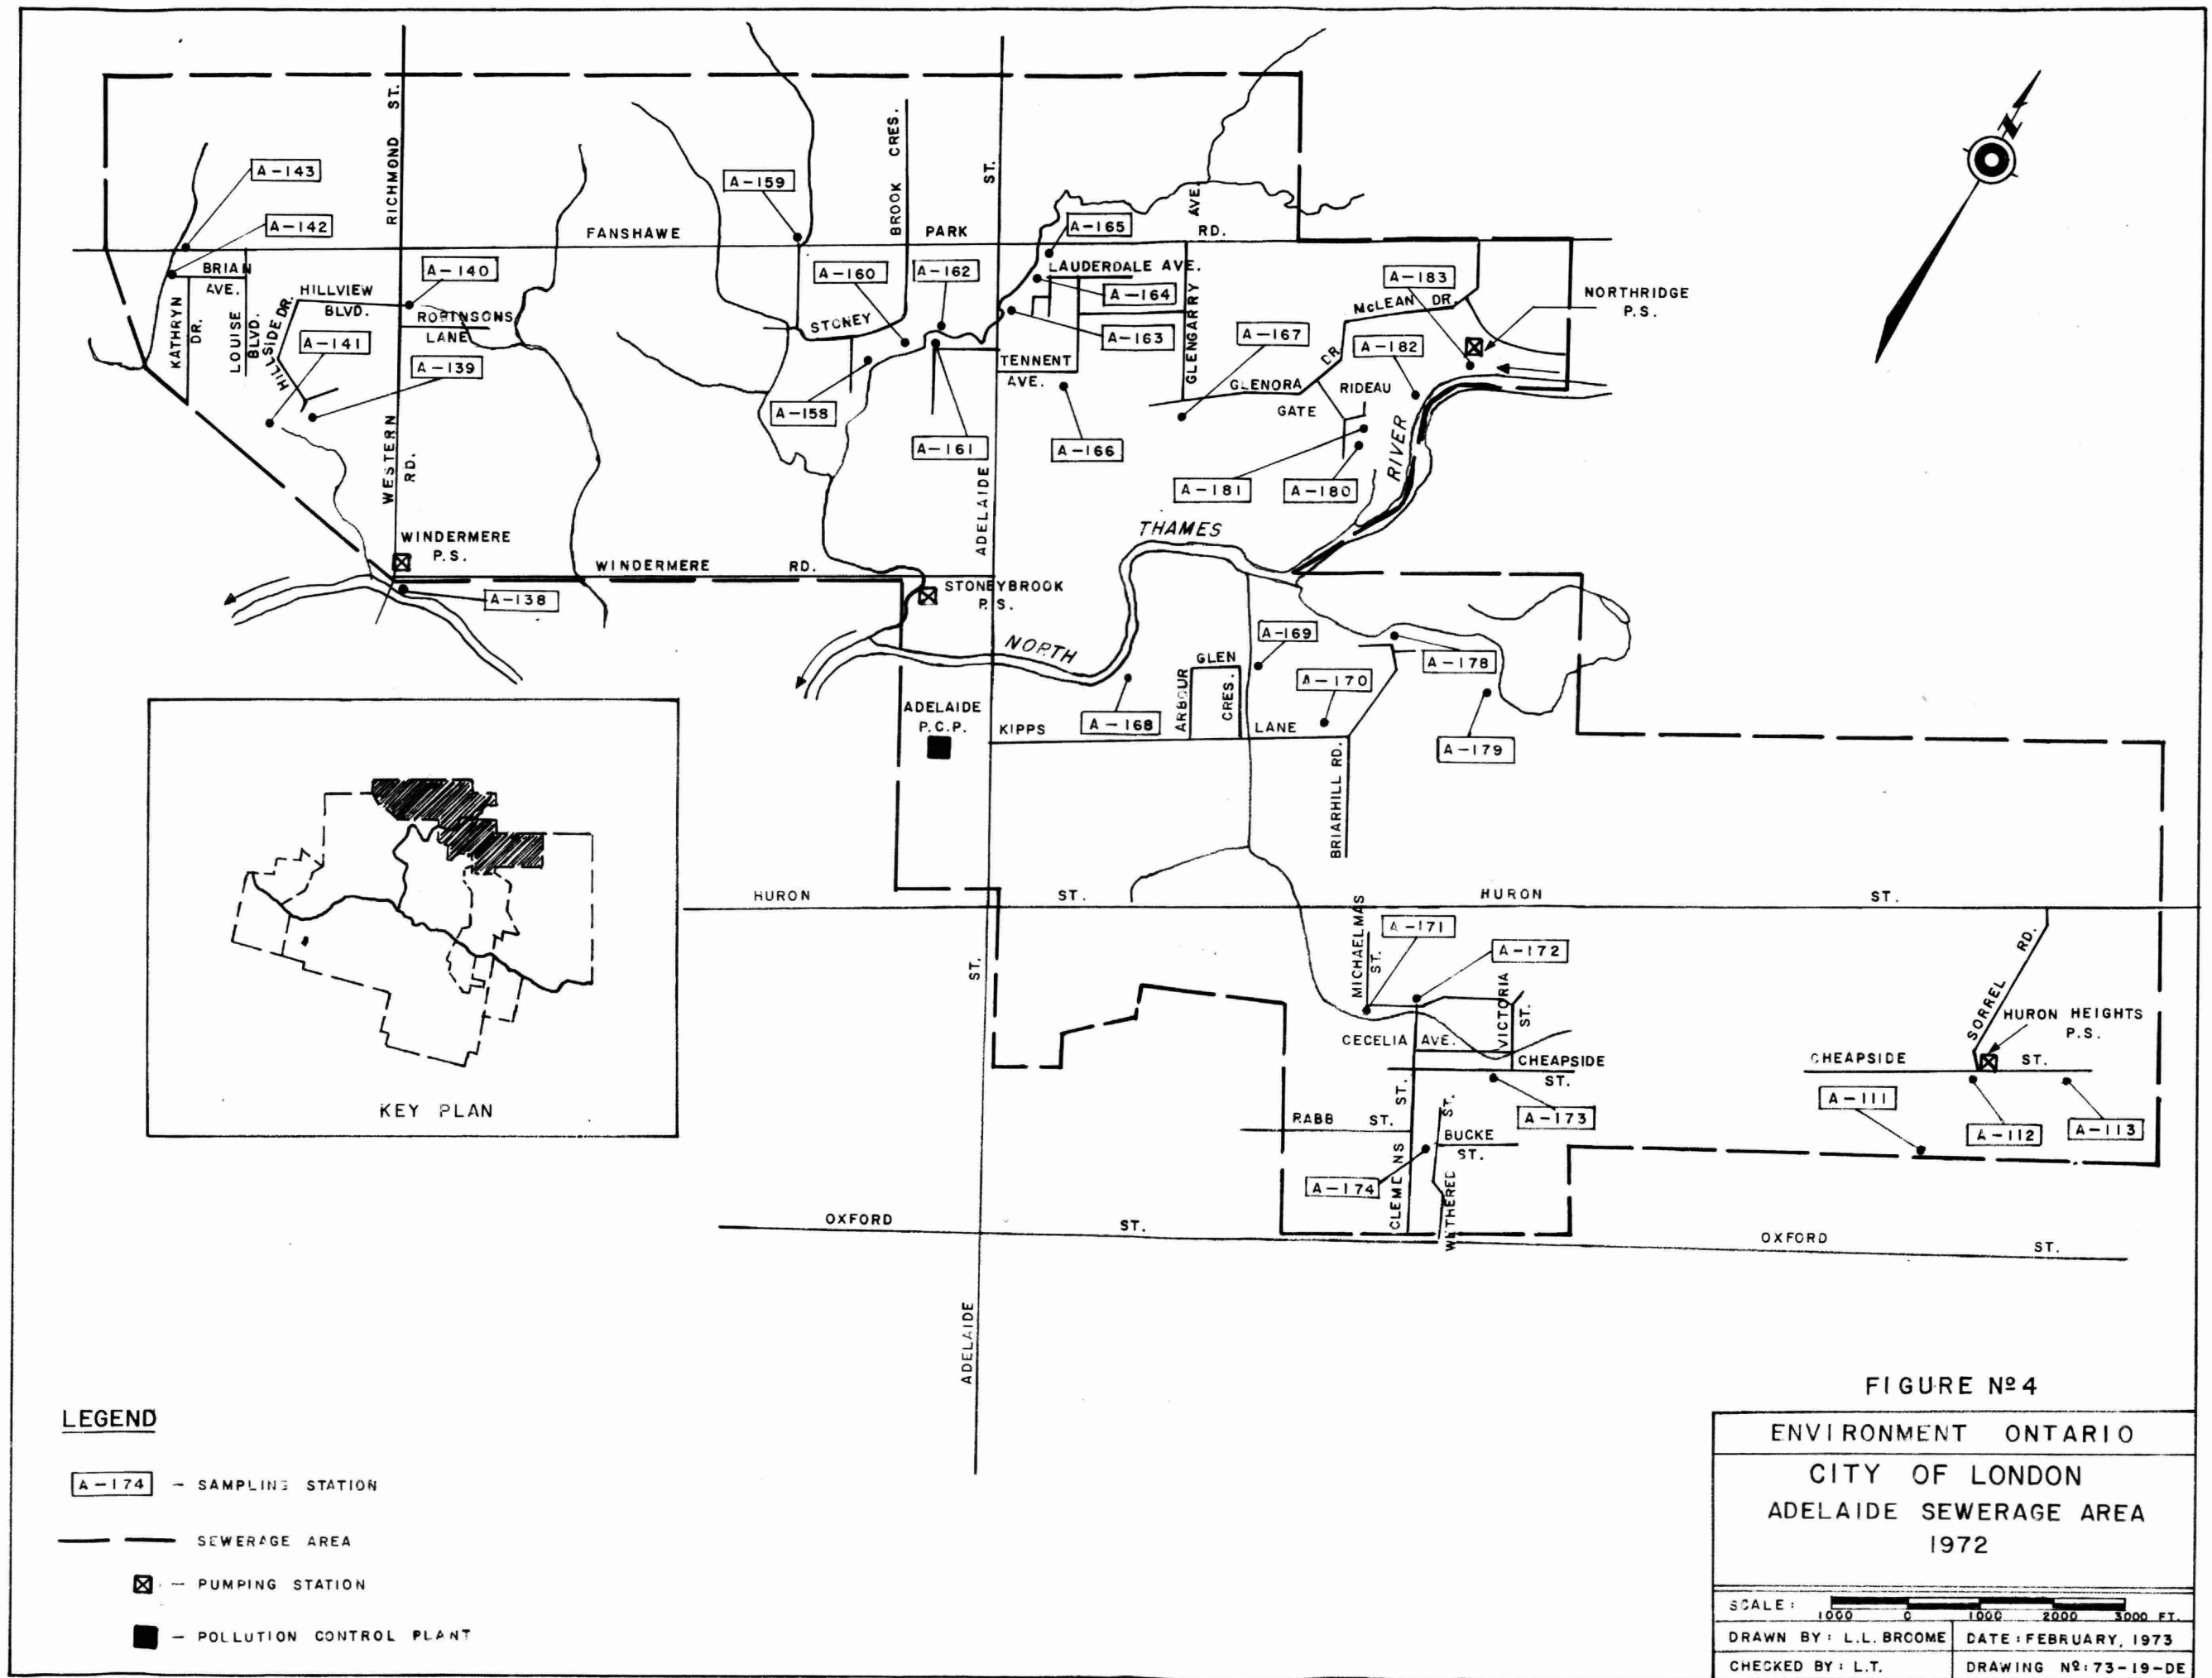 RICHMOND ST.
A-143
A-142
BRIAN
AVE.
KATHRYN
DR.
LOUISE
BLVD.
HILLSIDE DR.
HILLVIEW
BLVD.
A-140
ROBINSONS
LANE
A-141
A-139
WESTERN
RD.
WINDERMERE
P.S.
A-138
FANSHAWE
PARK
RD.
A-159
BROOK CRES.
ST.
A-160
A-162
STONEY
A-158
A-161
ADELAIDE
A-165
LAUDERDALE AVE.
A-164
A-163
TENNENT
AVE.
A-166
GLENGARRY AVE.
A-167
GLENORA
DR.
GATE
RIDEAU
McLEAN DR.
A-183
A-182
NORTHRIDGE
P.S.
A-181
A-180
N
THAMES
RIVER
NORTH
WINDERMERE
RD.
STONEYBROOK
P.S.
ADELAIDE
P.C.P.
KIPPS
LANE
A-168
ARBOUR
GLEN
CRES.
A-169
A-170
A-178
A-179
BRIARHILL RD.
HURON
ST.
HURON
ST.
ST.
MICHAELMAS
ST.
A-171
A-172
VICTORIA
ST.
CECELIA AVE.
CHEAPSIDE
ST.
A-173
RABB ST.
BUCKE
ST.
A-174
CLEMENS ST.
WETHERED ST.
SORREL RD.
HURON HEIGHTS
P.S.
CHEAPSIDE
ST.
A-111
A-112
A-113
OXFORD
ST.
OXFORD
ST.
ADELAIDE
KEY PLAN
LEGEND
A-174 - SAMPLING STATION
SEWERAGE AREA
- PUMPING STATION
- POLLUTION CONTROL PLANT
FIGURE Nº4
ENVIRONMENT ONTARIO
CITY OF LONDON
ADELAIDE SEWERAGE AREA
1972
SCALE:
1000 0 1000 2000 3000 FT.
DRAWN BY: L.L. BROOME
DATE: FEBRUARY, 1973
CHECKED BY: L.T.
DRAWING Nº: 73-19-DE